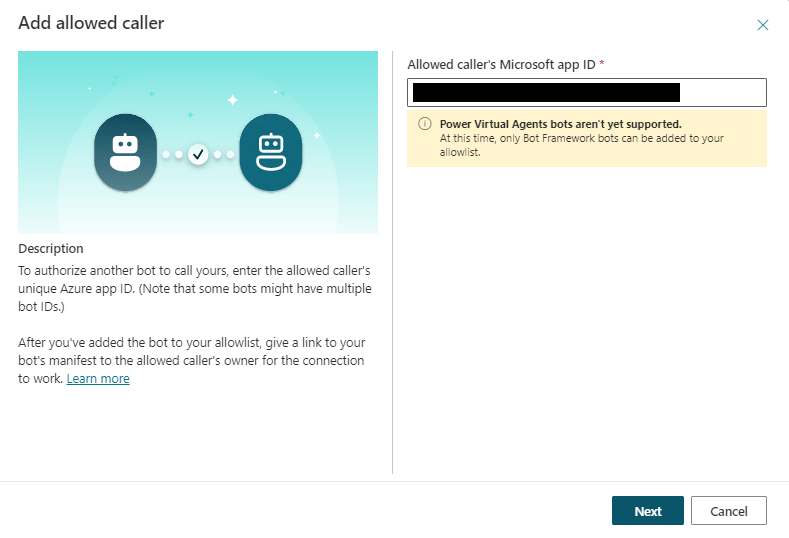 Add allowed caller
Allowed caller's Microsoft app ID *
Power Virtual Agents bots aren't yet supported.
At this time, only Bot Framework bots can be added to your
allowlist.
Description
To authorize another bot to call yours, enter the allowed caller's
unique Azure app ID. (Note that some bots might have multiple
bot IDs.)
After you've added the bot to your allowlist, give a link to your
bot's manifest to the allowed caller's owner for the connection
to work. Learn more
Next
Cancel